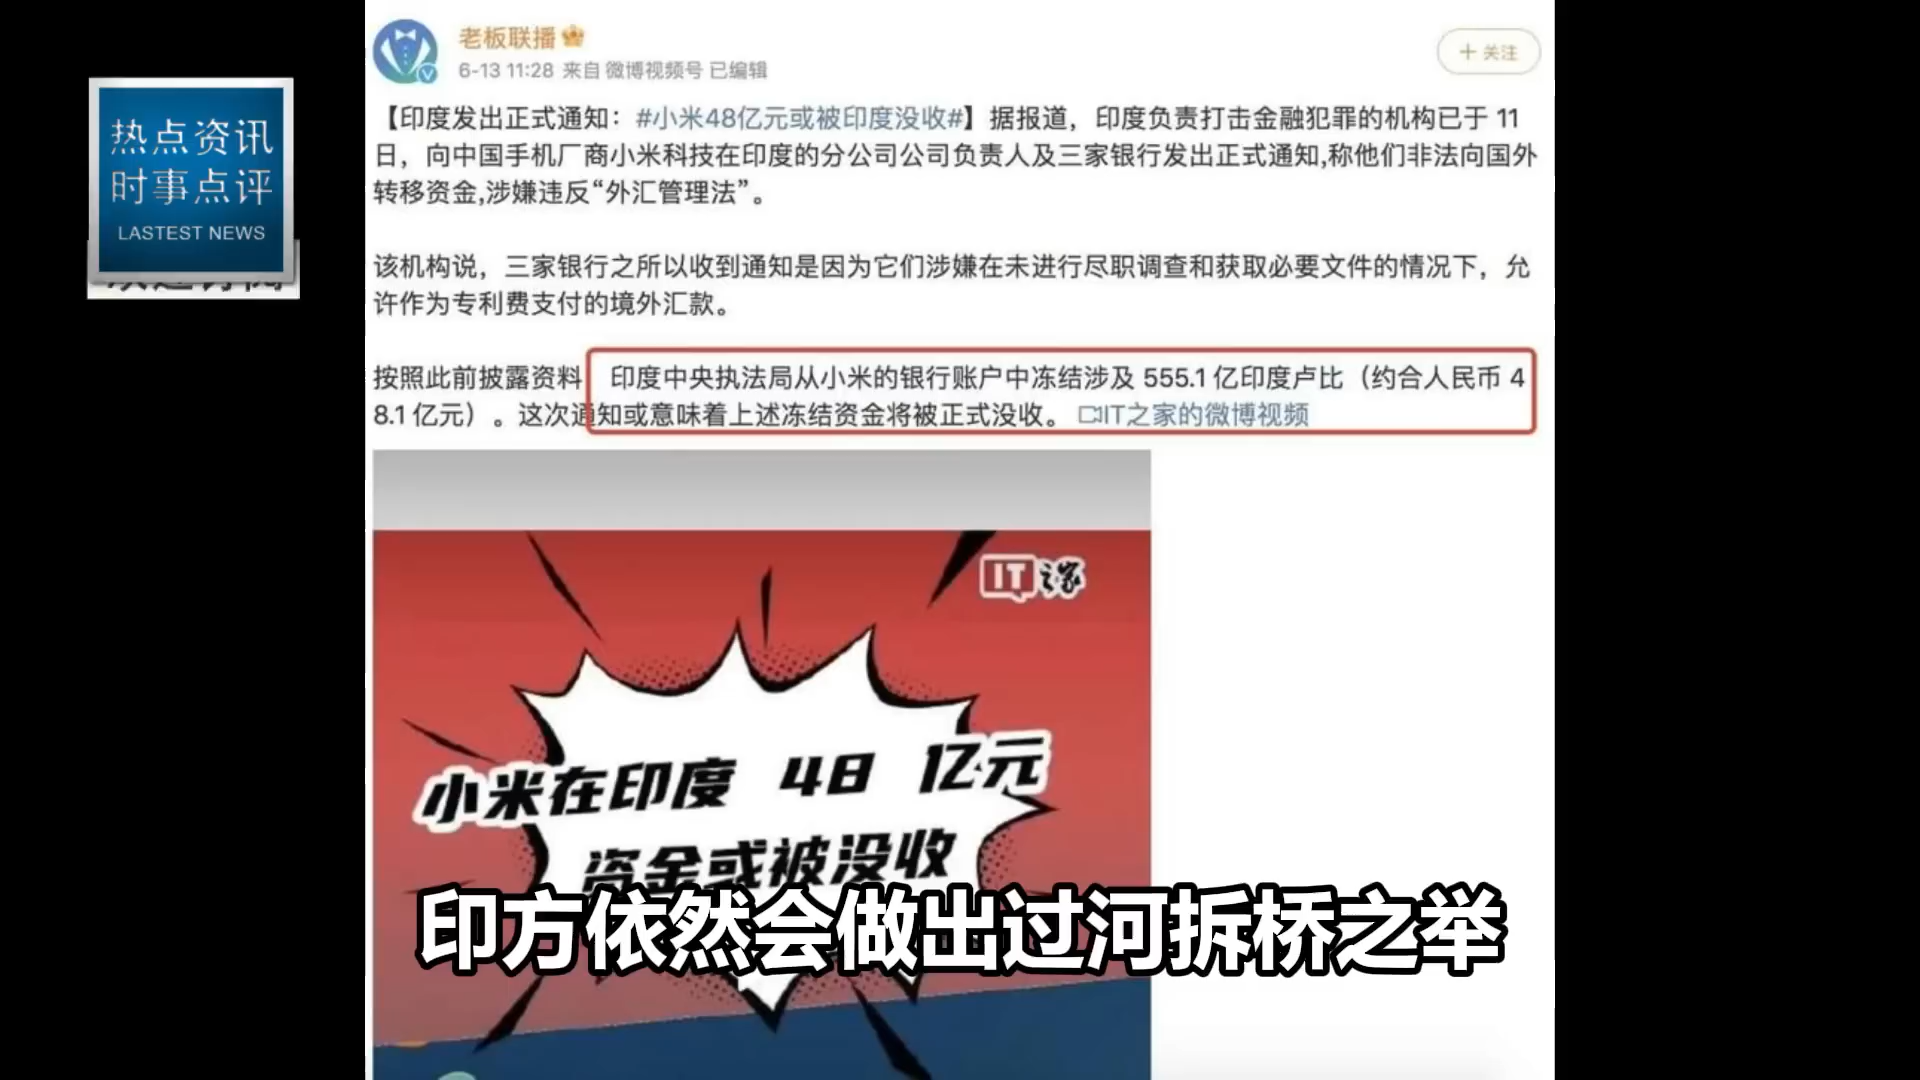 热点资讯
时事点评
LASTEST NEWS
老板联播
6-13 11:28 来自 微博视频号 已编辑
+关注
【印度发出正式通知：#小米48亿元或被印度没收#】据报道，印度负责打击金融犯罪的机构已于 11
日，向中国手机厂商小米科技在印度的分公司公司负责人及三家银行发出正式通知,称他们非法向国外
转移资金,涉嫌违反“外汇管理法”。
该机构说，三家银行之所以收到通知是因为它们涉嫌在未进行尽职调查和获取必要文件的情况下，允
许作为专利费支付的境外汇款。
按照此前披露资料 印度中央执法局从小米的银行账户中冻结涉及 555.1 亿印度卢比（约合人民币 4
8.1 亿元）。这次通知或意味着上述冻结资金将被正式没收。 IT之家的微博视频
IT之家
小米在印度 48 亿元
资金或被没收
印方依然会做出过河拆桥之举